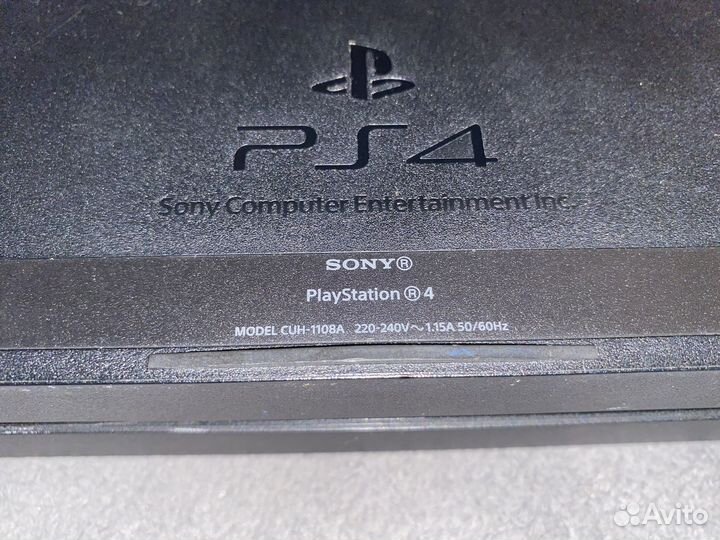 PS4
Sony Computer Entertainment Inc.
SONY®
PlayStation ® 4
MODEL CUH-1108A 220-240V～1.15A 50/60Hz
Avito